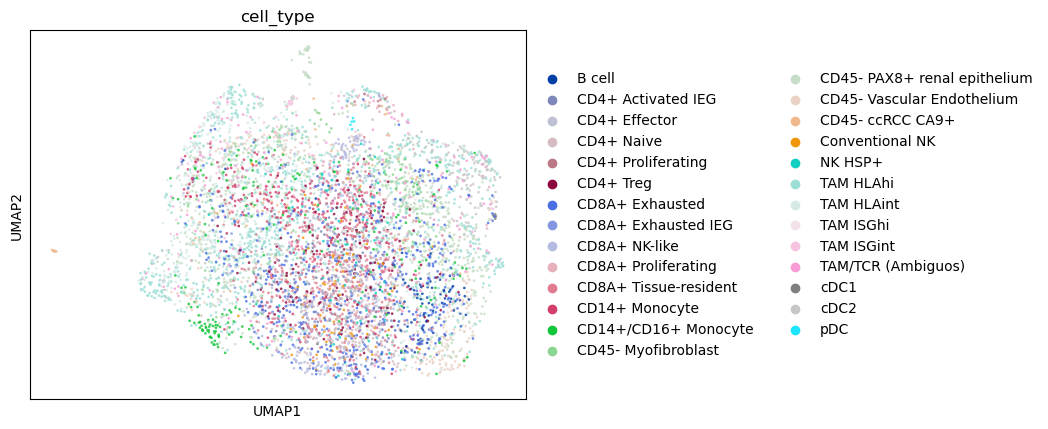 cell_type
UMAP2
UMAP1
B cell
CD4+ Activated IEG
CD4+ Effector
CD4+ Naive
CD4+ Proliferating
CD4+ Treg
CD8A+ Exhausted
CD8A+ Exhausted IEG
CD8A+ NK-like
CD8A+ Proliferating
CD8A+ Tissue-resident
CD14+ Monocyte
CD14+/CD16+ Monocyte
CD45- Myofibroblast
CD45- PAX8+ renal epithelium
CD45- Vascular Endothelium
CD45- ccRCC CA9+
Conventional NK
NK HSP+
TAM HLAhi
TAM HLAint
TAM ISGhi
TAM ISGint
TAM/TCR (Ambiguos)
cDC1
cDC2
pDC